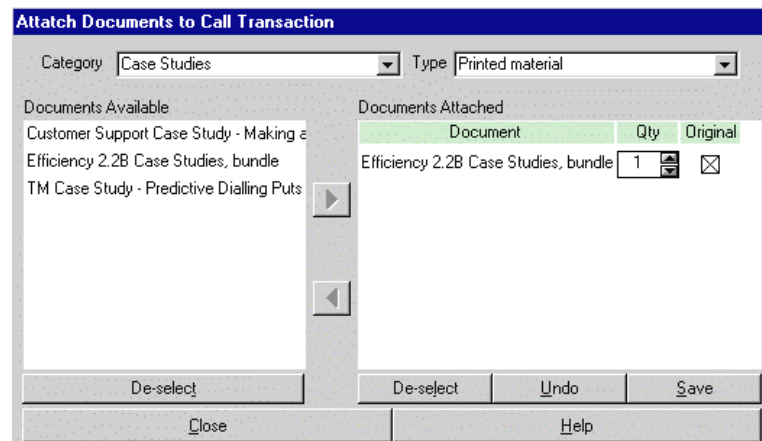 Attatch Documents to Call Transaction
Category Case Studies Type Printed material
Documents Available Documents Attached
Document Qty Original
Customer Support Case Study - Making a
Efficiency 2.2B Case Studies, bundle
TM Case Study - Predictive Dialling Puts
Efficiency 2.2B Case Studies, bundle 1
De-select De-select Undo Save
Close Help